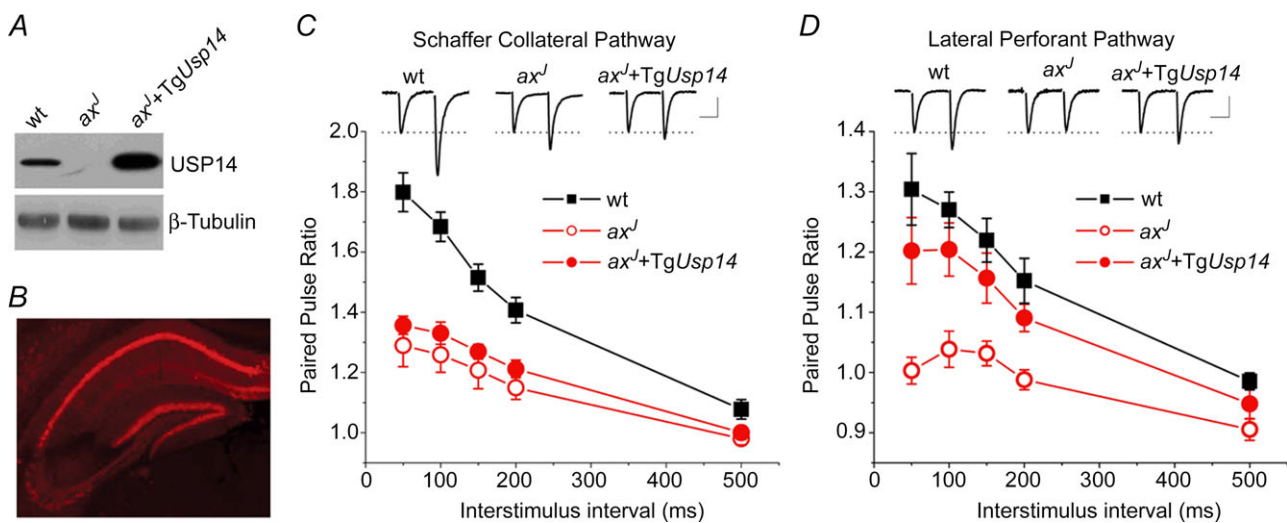 A
wt
ax^J
ax^J+TgUsp14
USP14
β-Tubulin
B
C
Schaffer Collateral Pathway
wt
ax^J
ax^J+TgUsp14
Paired Pulse Ratio
2.0
1.8
1.6
1.4
1.2
1.0
wt
ax^J
ax^J+TgUsp14
0
100
200
300
400
500
Interstimulus interval (ms)
D
Lateral Perforant Pathway
wt
ax^J
ax^J+TgUsp14
Paired Pulse Ratio
1.4
1.3
1.2
1.1
1.0
0.9
wt
ax^J
ax^J+TgUsp14
0
100
200
300
400
500
Interstimulus interval (ms)